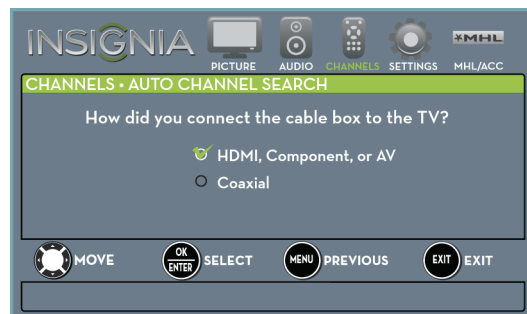 INSIGNIA
PICTURE AUDIO CHANNELS SETTINGS MHL/ACC
MHL
CHANNELS • AUTO CHANNEL SEARCH
How did you connect the cable box to the TV?
HDMI, Component, or AV
Coaxial
MOVE OK ENTER SELECT MENU PREVIOUS EXIT EXIT